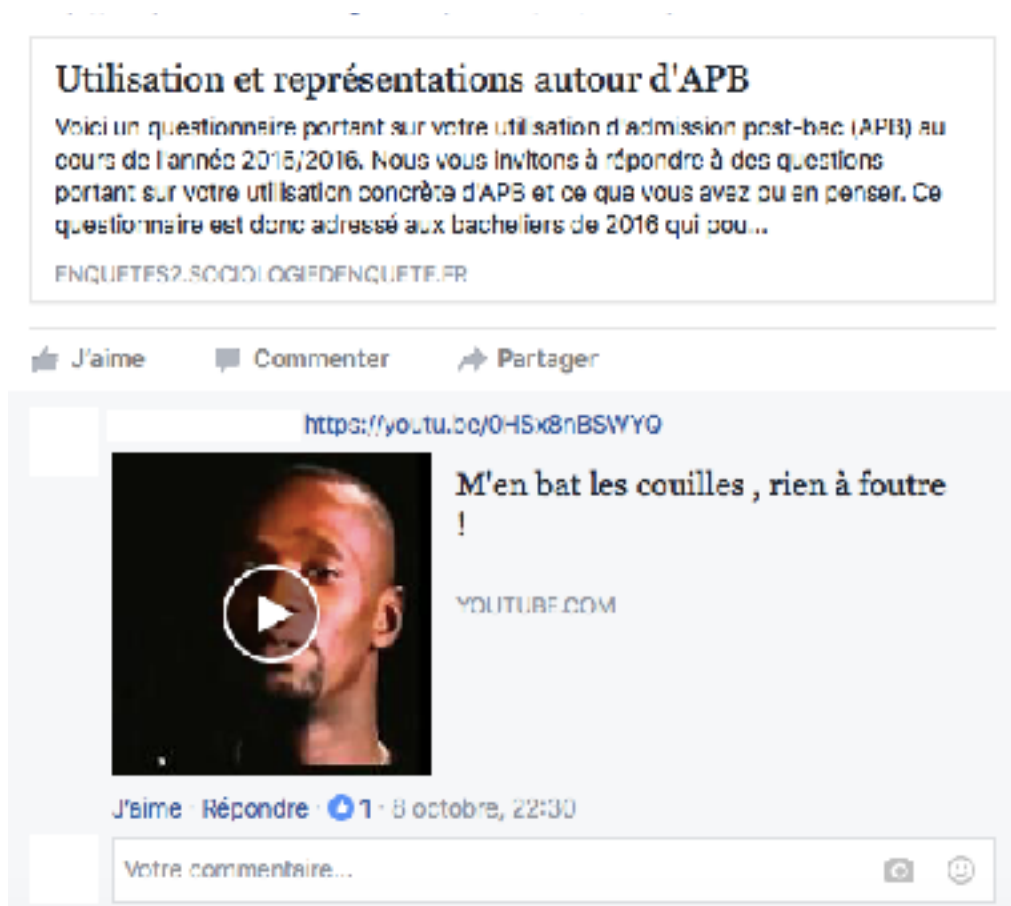 Utilisation et représentations autour d'APB
Voici un questionnaire portant sur votre utilisation d'admission post-bac (APB) au
cours de l'année 2015/2016. Nous vous invitons à répondre à des questions
portant sur votre utilisation concrète d'APB et ce que vous avez pu en penser. Ce
questionnaire est donc adressé aux bacheliers de 2016 qui pou...
ENQUETES2.SOCIOLOGIEDENQUETE.FR
J'aime Commenter Partager
https://youtu.be/0HSx8nBSWYQ
M'en bat les couilles , rien à foutre
!
YOUTUBE.COM
J'aime · Répondre · 1 · 6 octobre, 22:30
Votre commentaire...